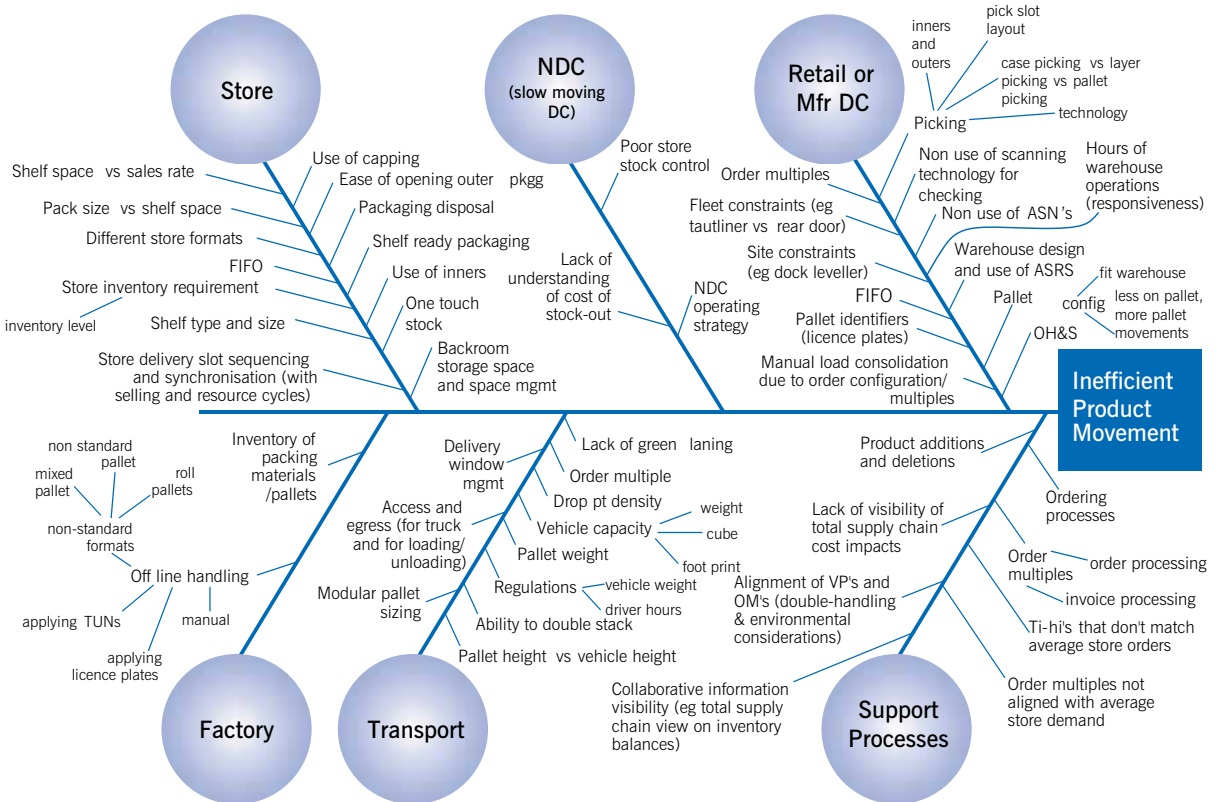 Store
Shelf space vs sales rate
Pack size vs shelf space
Different store formats
FIFO
Store inventory requirement
inventory level
Shelf type and size
Store delivery slot sequencing
and synchronisation (with
selling and resource cycles)
Use of capping
Ease of opening outer pkgg
Packaging disposal
Shelf ready packaging
Use of inners
One touch
stock
Backroom
storage space
and space mgmt
NDC
(slow moving
DC)
Poor store
stock control
Lack of
understanding
of cost of
stock-out
NDC
operating
strategy
Retail or
Mfr DC
Order multiples
Fleet constraints (eg
tautliner vs rear door)
Site constraints
(eg dock leveller)
FIFO
Pallet identifiers
(licence plates)
Manual load consolidation
due to order configuration/
multiples
inners
and
outers
pick slot
layout
case picking vs layer
picking vs pallet
picking
technology
Picking
Non use of scanning
technology for
checking
Non use of ASN's
Hours of
warehouse
operations
(responsiveness)
Warehouse design
and use of ASRS
Pallet
config
fit warehouse
less on pallet,
more pallet
movements
OH&S
Inefficient
Product
Movement
non standard
pallet
mixed
pallet
roll
pallets
non-standard
formats
Off line handling
applying TUNs
manual
applying
licence plates
Inventory of
packing
materials
/pallets
Factory
Delivery
window
mgmt
Access and
egress (for truck
and for loading/
unloading)
Modular pallet
sizing
Lack of green laning
Order multiple
Drop pt density
Vehicle capacity
weight
cube
foot print
Pallet weight
Regulations
vehicle weight
driver hours
Ability to double stack
Pallet height vs vehicle height
Transport
Product additions
and deletions
Lack of visibility of
total supply chain
cost impacts
Alignment of VP's and
OM's (double-handling
& environmental
considerations)
Collaborative information
visibility (eg total supply
chain view on inventory
balances)
Ordering
processes
Order
multiples
order processing
invoice processing
Ti-hi's that don't match
average store orders
Order multiples not
aligned with average
store demand
Support
Processes